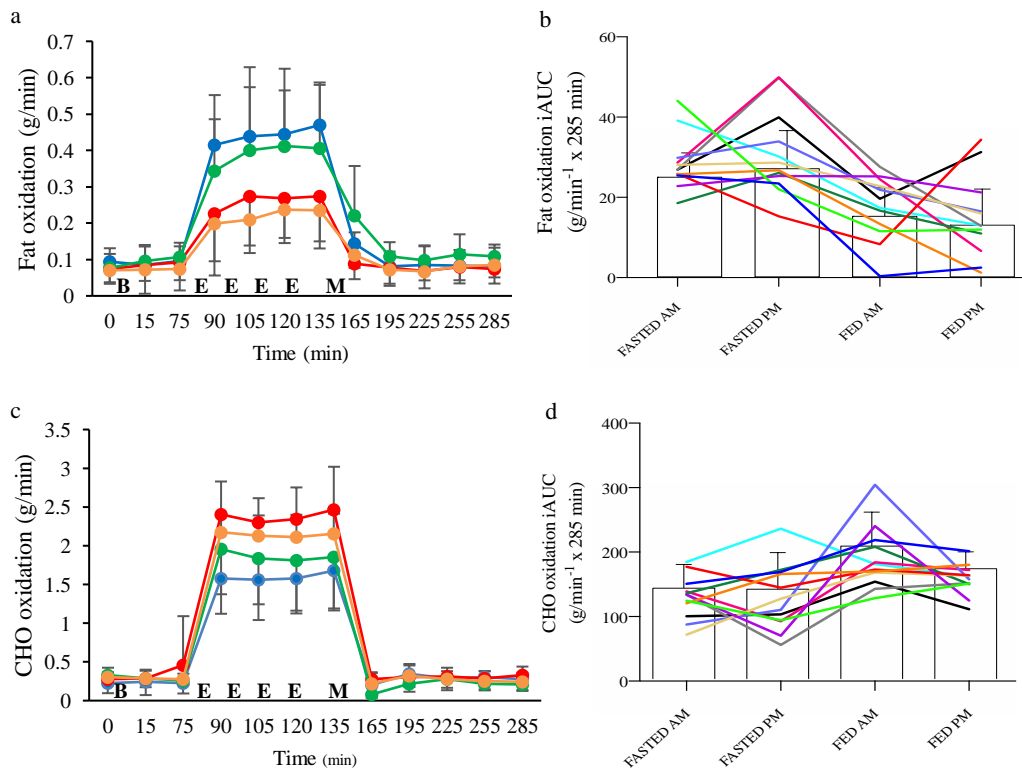 a
0.7
0.6
0.5
0.4
0.3
0.2
0.1
0
Fat oxidation (g/min)
B E E E E M
0 15 75 90 105 120 135 165 195 225 255 285
Time (min)
b
60
40
20
0
Fat oxidation iAUC
(g/min⁻¹ x 285 min)
FASTED AM
FASTED PM
FED AM
FED PM
c
3.5
3
2.5
2
1.5
1
0.5
0
CHO oxidation (g/min)
B E E E E M
0 15 75 90 105 120 135 165 195 225 255 285
Time (min)
d
400
300
200
100
0
CHO oxidation iAUC
(g/min⁻¹ x 285 min)
FASTED AM
FASTED PM
FED AM
FED PM